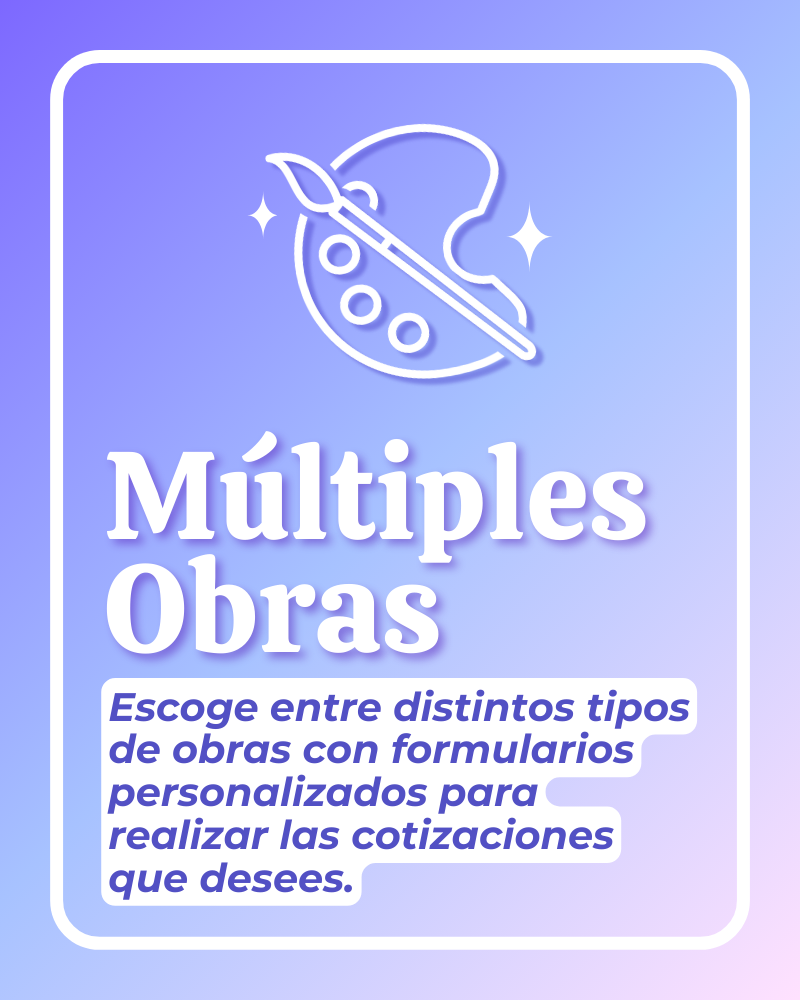 Múltiples
Obras
Escoge entre distintos tipos
de obras con formularios
personalizados para
realizar las cotizaciones
que desees.